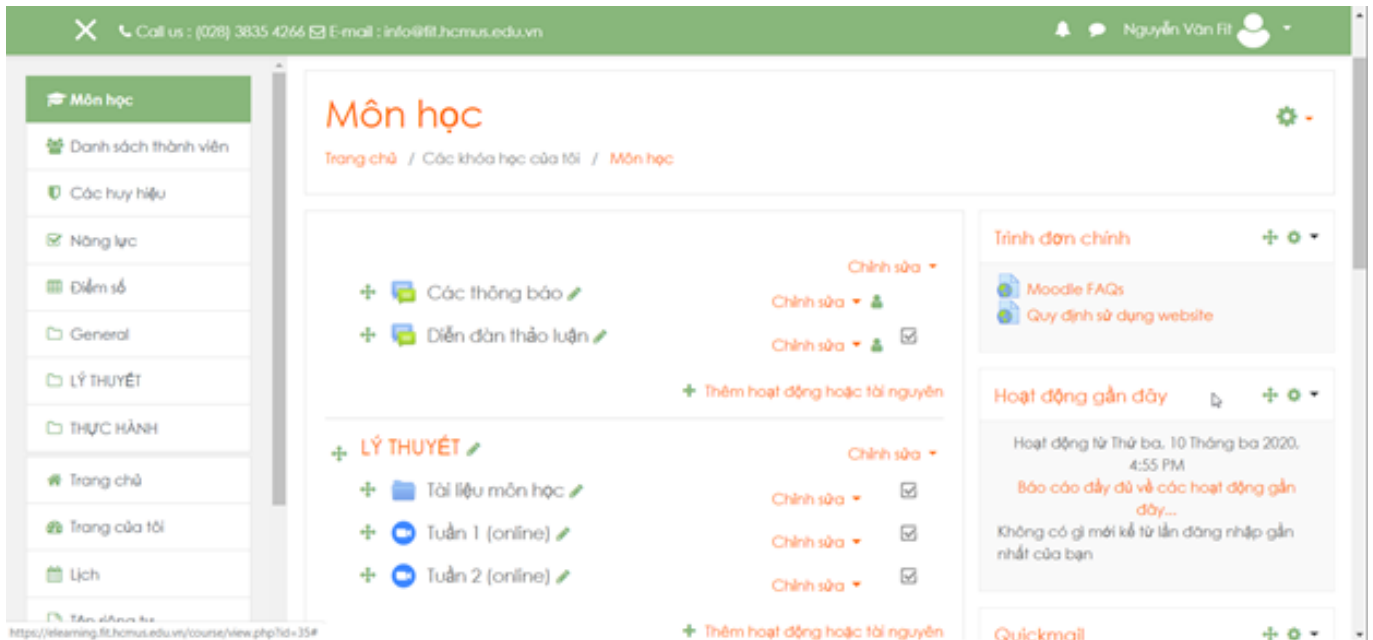 Call us : (028) 3835 4266 E-mail : info@fit.hcmus.edu.vn
Nguyễn Văn Fit
Môn học
Danh sách thành viên
Các huy hiệu
Năng lực
Điểm số
General
LÝ THUYẾT
THỰC HÀNH
Trang chủ
Trang của tôi
Lịch
Tệp riêng tư
https://elearning.fit.hcmus.edu.vn/course/view.php?id=35#
Môn học
Trang chủ / Các khóa học của tôi / Môn học
Chỉnh sửa
Các thông báo Chỉnh sửa
Diễn đàn thảo luận Chỉnh sửa
Thêm hoạt động hoặc tài nguyên
LÝ THUYẾT Chỉnh sửa
Tài liệu môn học Chỉnh sửa
Tuần 1 (online) Chỉnh sửa
Tuần 2 (online) Chỉnh sửa
Thêm hoạt động hoặc tài nguyên
Trình đơn chính
Moodle FAQs
Quy định sử dụng website
Hoạt động gần đây
Hoạt động từ Thứ ba, 10 Tháng ba 2020,
4:55 PM
Báo cáo đầy đủ về các hoạt động gần
đây...
Không có gì mới kể từ lần đăng nhập gần
nhất của bạn
Quickmail